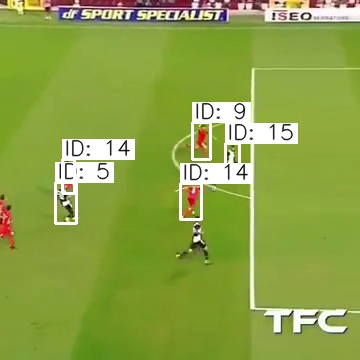 dr SPORT SPECIALIST.
ISEO
ID: 9
ID: 15
ID: 14
ID: 5
ID: 14
TFC